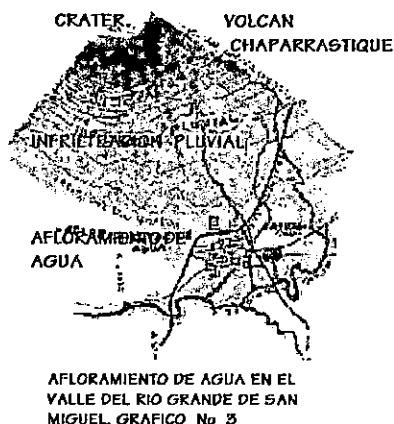 CRATER
VOLCAN
CHAPARRASTIQUE
INFRILTRACION PLUVIAL
AFLORAMIENTO DE
AGUA
AFLORAMIENTO DE AGUA EN EL
VALLE DEL RIO GRANDE DE SAN
MIGUEL. GRAFICO No 3